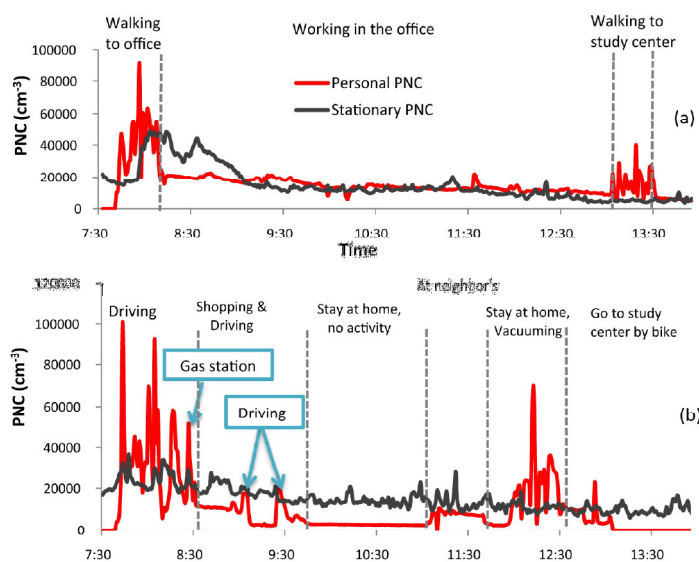 Walking
to office
Working in the office
Walking to
study center
100000
80000
60000
40000
20000
0
PNC (cm-3)
Personal PNC
Stationary PNC
(a)
7:30
8:30
9:30
10:30
11:30
12:30
13:30
Time
120000
100000
80000
60000
40000
20000
0
PNC (cm-3)
Driving
Shopping &
Driving
Stay at home,
no activity
At neighbor's
Stay at home,
Vacuuming
Go to study
center by bike
Gas station
Driving
(b)
7:30
8:30
9:30
10:30
11:30
12:30
13:30